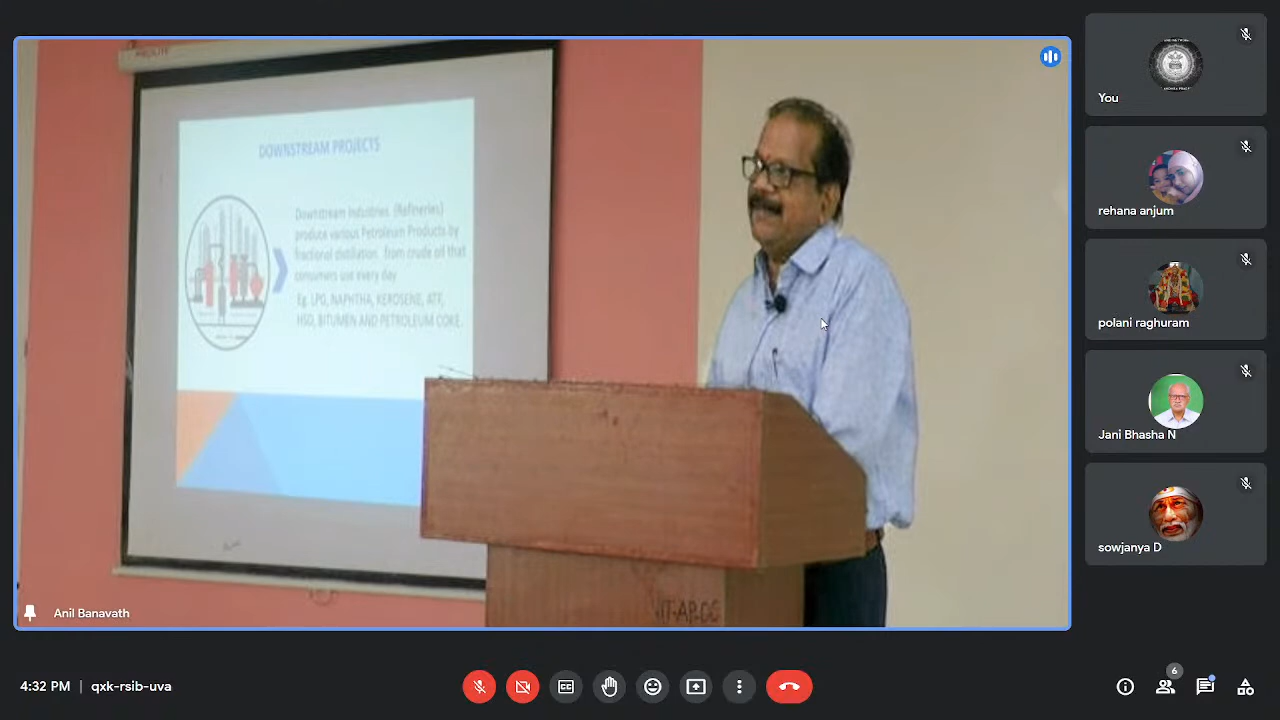 DOWNSTREAM PROJECTS
Downstream Industries (Refineries)
produce various Petroleum Products by
fractional distillation from crude oil that
consumers use every day
Eg. LPG, NAPHTHA, KEROSENE, ATF,
HSD, BITUMEN AND PETROLEUM COKE.
Anil Banavath
You
rehana anjum
polani raghuram
Jani Bhasha N
sowjanya D
4:32 PM | qxk-rsib-uva
6